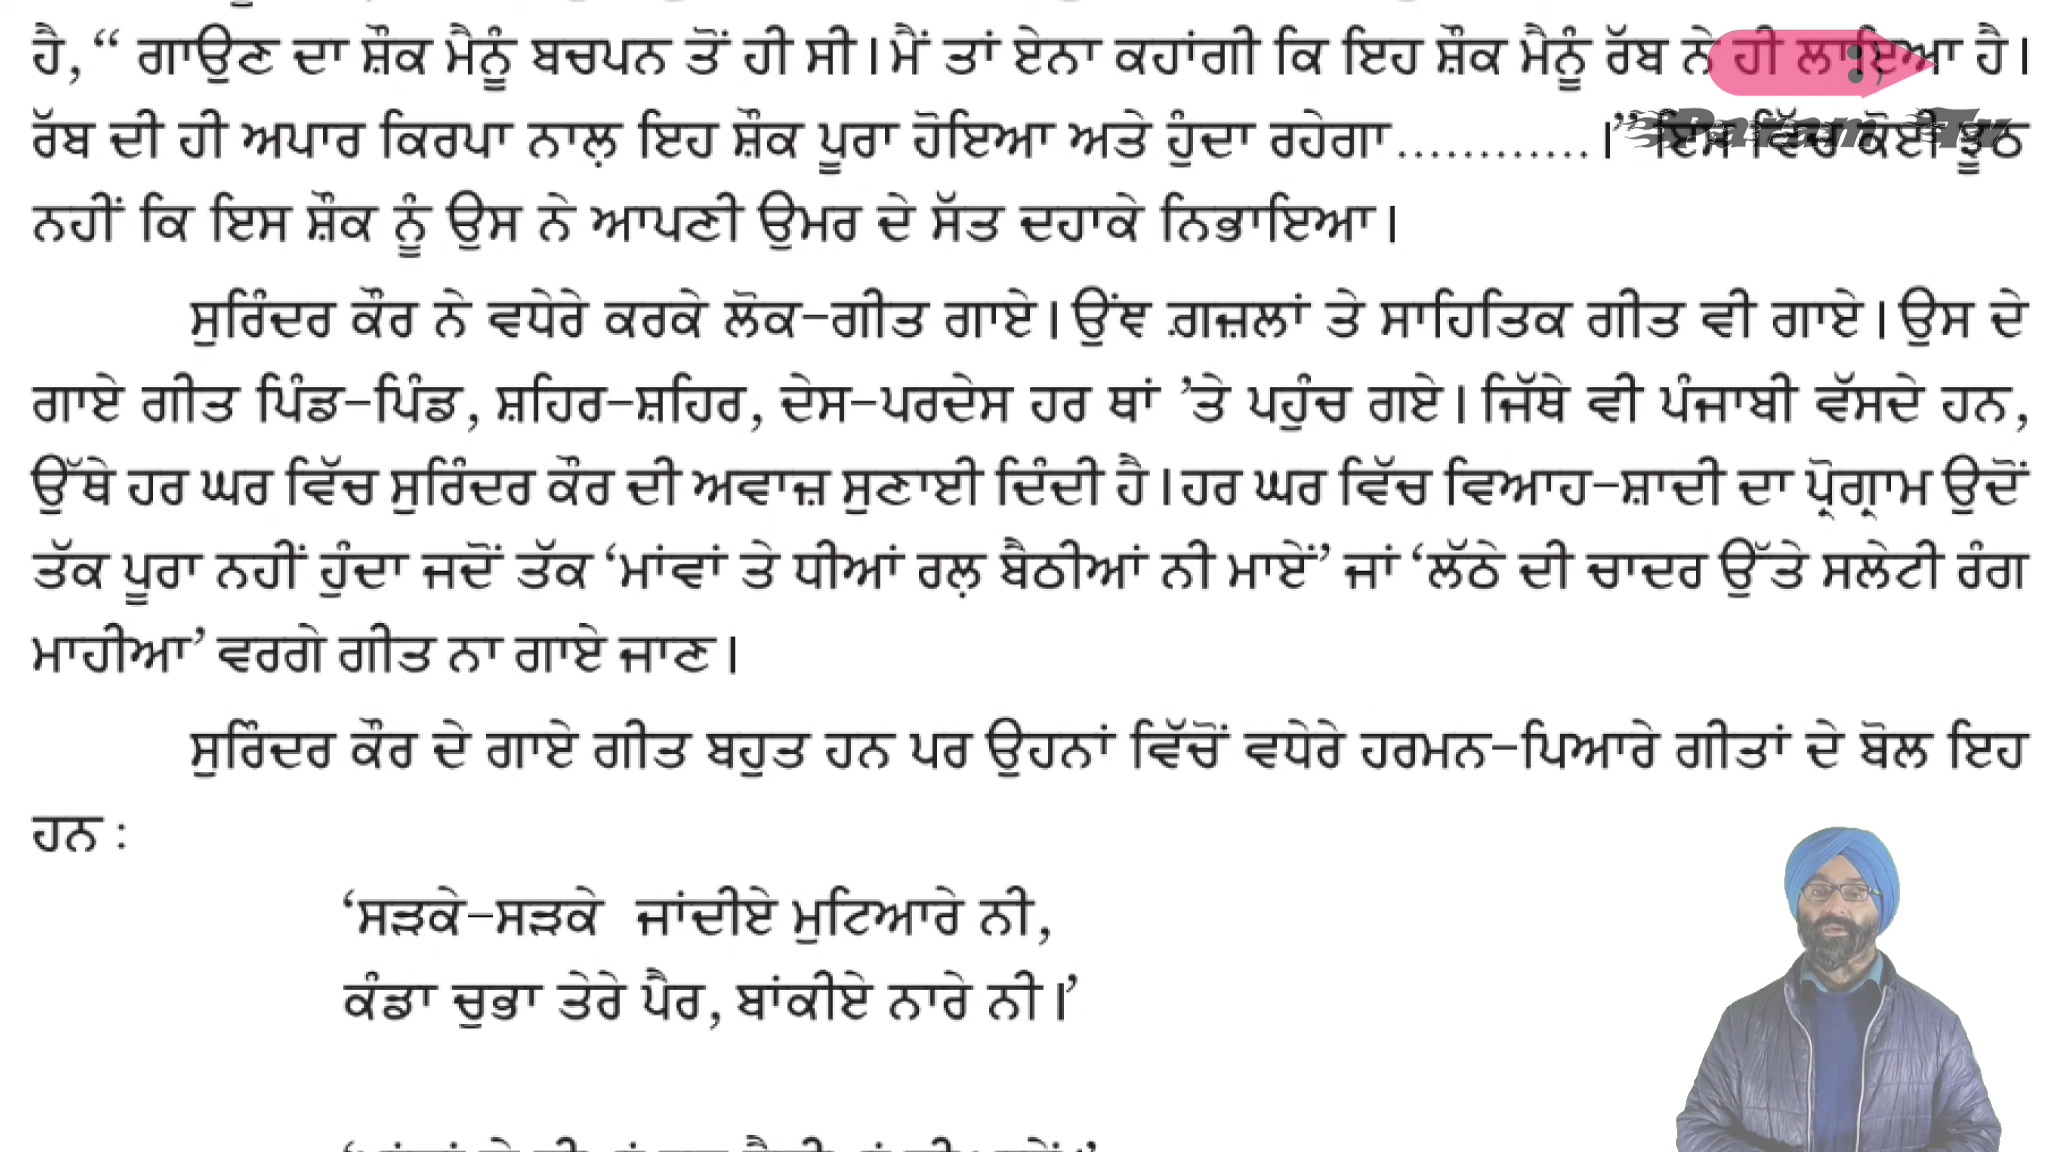 ਹੈ, “ ਗਾਉਣ ਦਾ ਸ਼ੌਕ ਮੈਨੂੰ ਬਚਪਨ ਤੋਂ ਹੀ ਸੀ। ਮੈਂ ਤਾਂ ਏਨਾ ਕਹਾਂਗੀ ਕਿ ਇਹ ਸ਼ੌਕ ਮੈਨੂੰ ਰੱਬ ਨੇ ਹੀ ਲਾਇਆ ਹੈ।
ਰੱਬ ਦੀ ਹੀ ਅਪਾਰ ਕਿਰਪਾ ਨਾਲ਼ ਇਹ ਸ਼ੌਕ ਪੂਰਾ ਹੋਇਆ ਅਤੇ ਹੁੰਦਾ ਰਹੇਗਾ............।” ਇਸ ਵਿੱਚ ਕੋਈ ਝੂਠ
Param Tv
ਨਹੀਂ ਕਿ ਇਸ ਸ਼ੌਕ ਨੂੰ ਉਸ ਨੇ ਆਪਣੀ ਉਮਰ ਦੇ ਸੱਤ ਦਹਾਕੇ ਨਿਭਾਇਆ।
ਸੁਰਿੰਦਰ ਕੌਰ ਨੇ ਵਧੇਰੇ ਕਰਕੇ ਲੋਕ-ਗੀਤ ਗਾਏ। ਉਂਞ ਗ਼ਜ਼ਲਾਂ ਤੇ ਸਾਹਿਤਿਕ ਗੀਤ ਵੀ ਗਾਏ। ਉਸ ਦੇ
ਗਾਏ ਗੀਤ ਪਿੰਡ-ਪਿੰਡ, ਸ਼ਹਿਰ-ਸ਼ਹਿਰ, ਦੇਸ-ਪਰਦੇਸ ਹਰ ਥਾਂ ’ਤੇ ਪਹੁੰਚ ਗਏ। ਜਿੱਥੇ ਵੀ ਪੰਜਾਬੀ ਵੱਸਦੇ ਹਨ,
ਉੱਥੇ ਹਰ ਘਰ ਵਿੱਚ ਸੁਰਿੰਦਰ ਕੌਰ ਦੀ ਅਵਾਜ਼ ਸੁਣਾਈ ਦਿੰਦੀ ਹੈ। ਹਰ ਘਰ ਵਿੱਚ ਵਿਆਹ-ਸ਼ਾਦੀ ਦਾ ਪ੍ਰੋਗ੍ਰਾਮ ਉਦੋਂ
ਤੱਕ ਪੂਰਾ ਨਹੀਂ ਹੁੰਦਾ ਜਦੋਂ ਤੱਕ ‘ਮਾਂਵਾਂ ਤੇ ਧੀਆਂ ਰਲ਼ ਬੈਠੀਆਂ ਨੀ ਮਾਏਂ’ ਜਾਂ ‘ਲੱਠੇ ਦੀ ਚਾਦਰ ਉੱਤੇ ਸਲੇਟੀ ਰੰਗ
ਮਾਹੀਆ’ ਵਰਗੇ ਗੀਤ ਨਾ ਗਾਏ ਜਾਣ।
ਸੁਰਿੰਦਰ ਕੌਰ ਦੇ ਗਾਏ ਗੀਤ ਬਹੁਤ ਹਨ ਪਰ ਉਹਨਾਂ ਵਿੱਚੋਂ ਵਧੇਰੇ ਹਰਮਨ-ਪਿਆਰੇ ਗੀਤਾਂ ਦੇ ਬੋਲ ਇਹ
ਹਨ :
‘ਸੜਕੇ-ਸੜਕੇ ਜਾਂਦੀਏ ਮੁਟਿਆਰੇ ਨੀ,
ਕੰਡਾ ਚੁਭਾ ਤੇਰੇ ਪੈਰ, ਬਾਂਕੀਏ ਨਾਰੇ ਨੀ।’